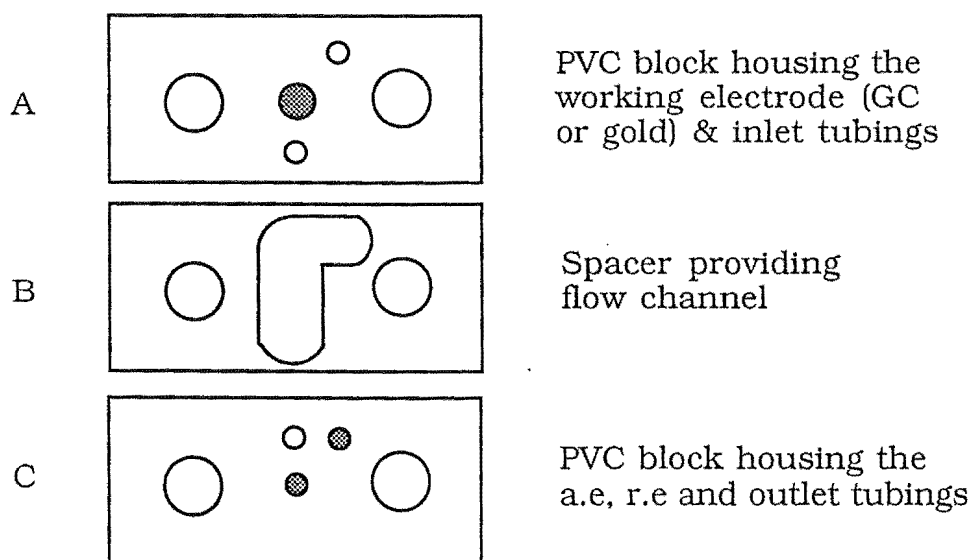 A
PVC block housing the
working electrode (GC
or gold) & inlet tubings
B
Spacer providing
flow channel
C
PVC block housing the
a.e, r.e and outlet tubings